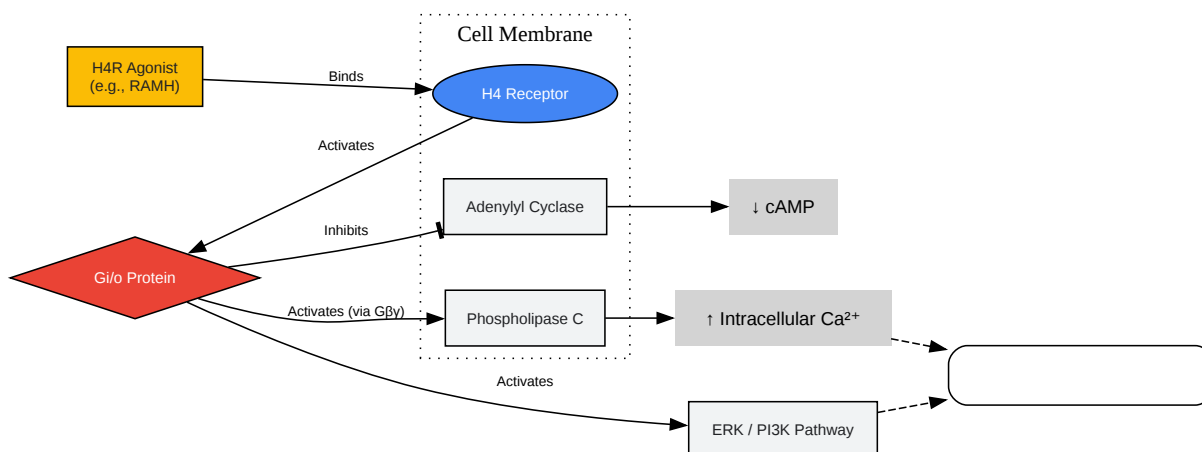 Cell Membrane
H4R Agonist
(e.g., RAMH)
Binds
H4 Receptor
Activates
Adenylyl Cyclase
↓ cAMP
Inhibits
Gi/o Protein
Activates (via Gβγ)
Phospholipase C
↑ Intracellular Ca²⁺
Activates
ERK / PI3K Pathway